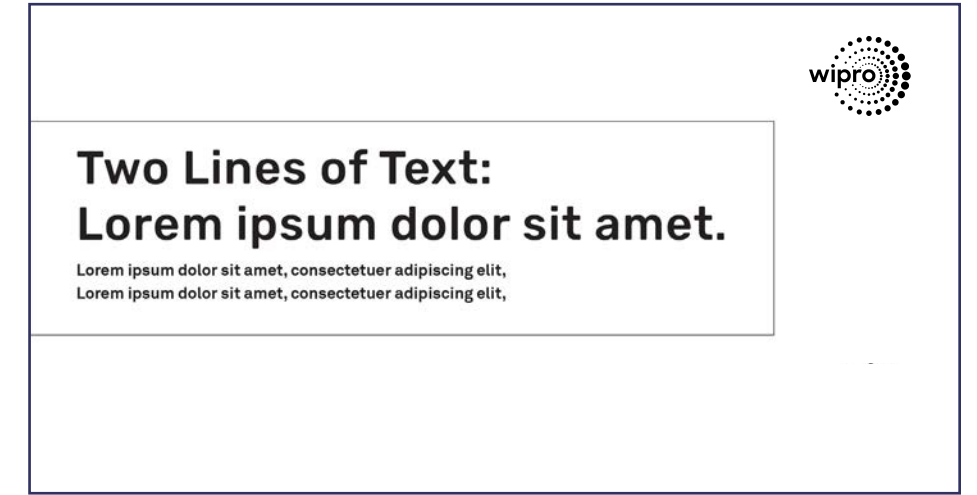 wipro
Two Lines of Text:
Lorem ipsum dolor sit amet.
Lorem ipsum dolor sit amet, consectetuer adipiscing elit,
Lorem ipsum dolor sit amet, consectetuer adipiscing elit,